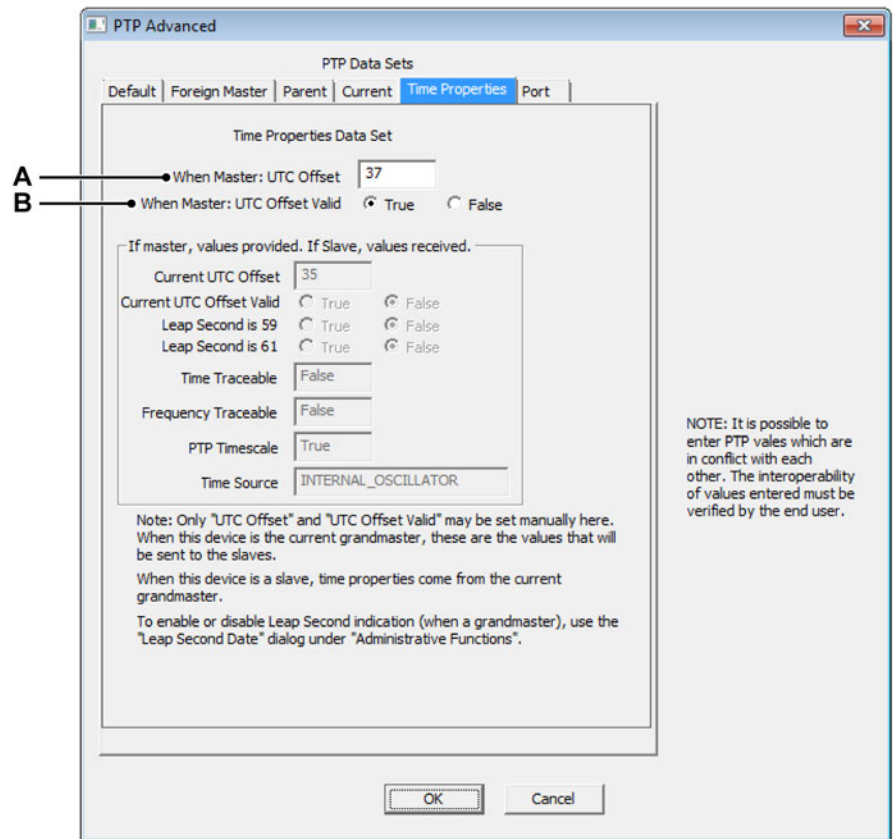 PTP Advanced
PTP Data Sets
Default Foreign Master Parent Current Time Properties Port
Time Properties Data Set
A When Master: UTC Offset 37
B When Master: UTC Offset Valid True False
If master, values provided. If Slave, values received.
Current UTC Offset 35
Current UTC Offset Valid True False
Leap Second is 59 True False
Leap Second is 61 True False
Time Traceable False
Frequency Traceable False
PTP Timescale True
Time Source INTERNAL_OSCILLATOR
NOTE: It is possible to
enter PTP vales which are
in conflict with each
other. The interoperability
of values entered must be
verified by the end user.
Note: Only "UTC Offset" and "UTC Offset Valid" may be set manually here.
When this device is the current grandmaster, these are the values that will
be sent to the slaves.
When this device is a slave, time properties come from the current
grandmaster.
To enable or disable Leap Second indication (when a grandmaster), use the
"Leap Second Date" dialog under "Administrative Functions".
OK Cancel